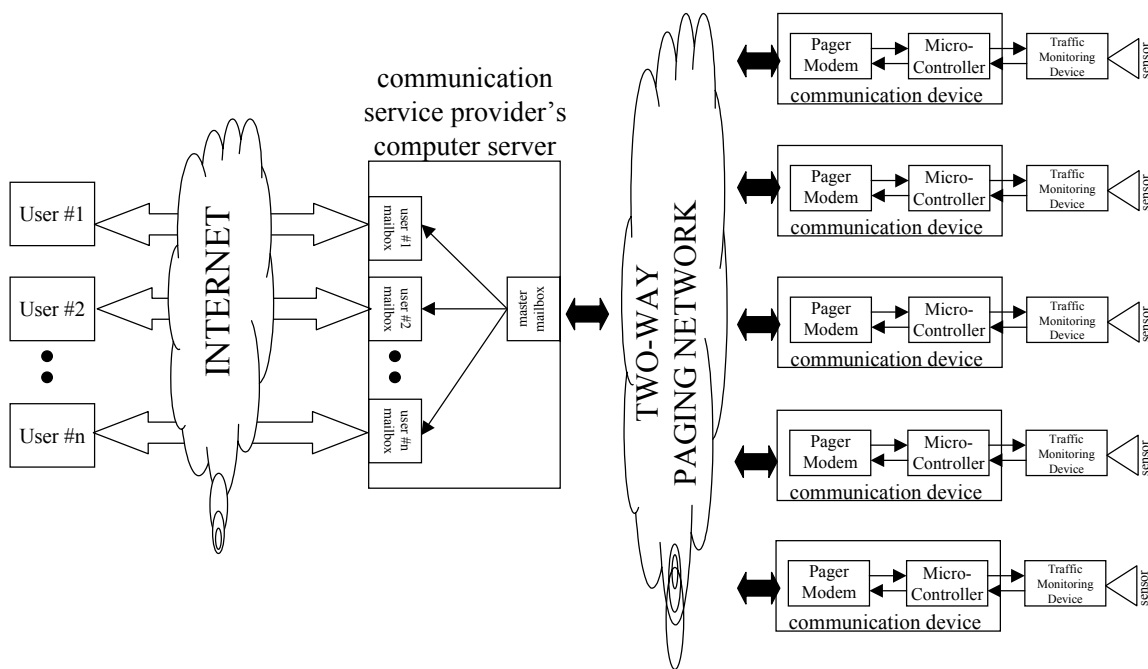 User #1
User #2
User #n
INTERNET
communication
service provider's
computer server
user #1
mailbox
user #2
mailbox
user #n
mailbox
master
mailbox
TWO-WAY
PAGING NETWORK
Pager
Modem
Micro-
Controller
communication device
Traffic
Monitoring
Device
sensor
Pager
Modem
Micro-
Controller
communication device
Traffic
Monitoring
Device
sensor
Pager
Modem
Micro-
Controller
communication device
Traffic
Monitoring
Device
sensor
Pager
Modem
Micro-
Controller
communication device
Traffic
Monitoring
Device
sensor
Pager
Modem
Micro-
Controller
communication device
Traffic
Monitoring
Device
sensor